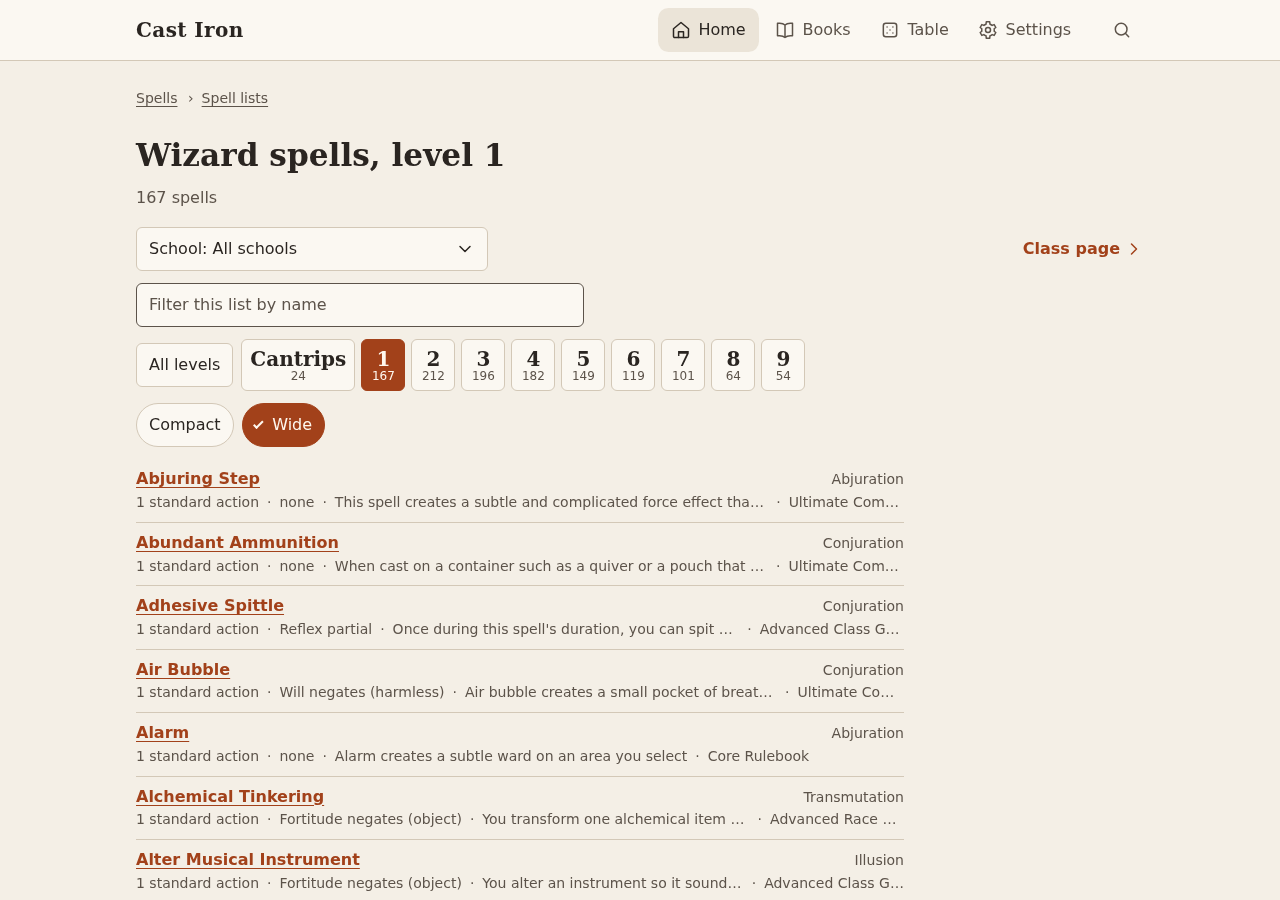 Cast Iron
Home
Books
Table
Settings
Spells › Spell lists
Wizard spells, level 1
167 spells
School: All schools
Class page
Filter this list by name
All levels
Cantrips 1 2 3 4 5 6 7 8 9
24 167 212 196 182 149 119 101 64 54
Compact
Wide
Abjuring Step Abjuration
1 standard action · none · This spell creates a subtle and complicated force effect tha… · Ultimate Com…
Abundant Ammunition Conjuration
1 standard action · none · When cast on a container such as a quiver or a pouch that … · Ultimate Com…
Adhesive Spittle Conjuration
1 standard action · Reflex partial · Once during this spell's duration, you can spit … · Advanced Class G…
Air Bubble Conjuration
1 standard action · Will negates (harmless) · Air bubble creates a small pocket of breat… · Ultimate Co…
Alarm Abjuration
1 standard action · none · Alarm creates a subtle ward on an area you select · Core Rulebook
Alchemical Tinkering Transmutation
1 standard action · Fortitude negates (object) · You transform one alchemical item … · Advanced Race …
Alter Musical Instrument Illusion
1 standard action · Fortitude negates (object) · You alter an instrument so it sound… · Advanced Class G…